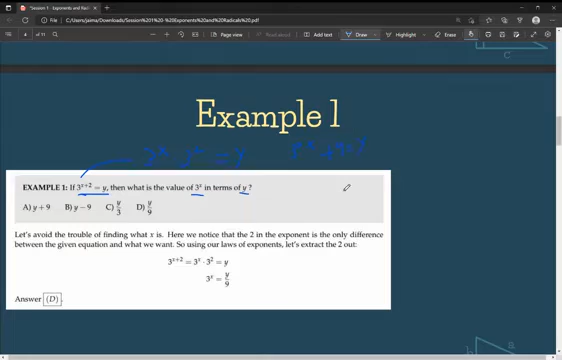 *Session 1 - Exponents and Rad
File | C:/Users/jaima/Downloads/Session%201%20-%20Exponents%20and%20Radicals%20.pdf
4 of 11
Page view
Read aloud
Add text
Draw
Highlight
Erase
C
Example 1
= y
EXAMPLE 1: If 3^{x+2} = y, then what is the value of 3^x in terms of y ?
A) y + 9 B) y − 9 C) y/3 D) y/9
Let's avoid the trouble of finding what x is. Here we notice that the 2 in the exponent is the only difference
between the given equation and what we want. So using our laws of exponents, let's extract the 2 out:
3^{x+2} = 3^x · 3^2 = y
3^x = y/9
Answer (D).
b
a